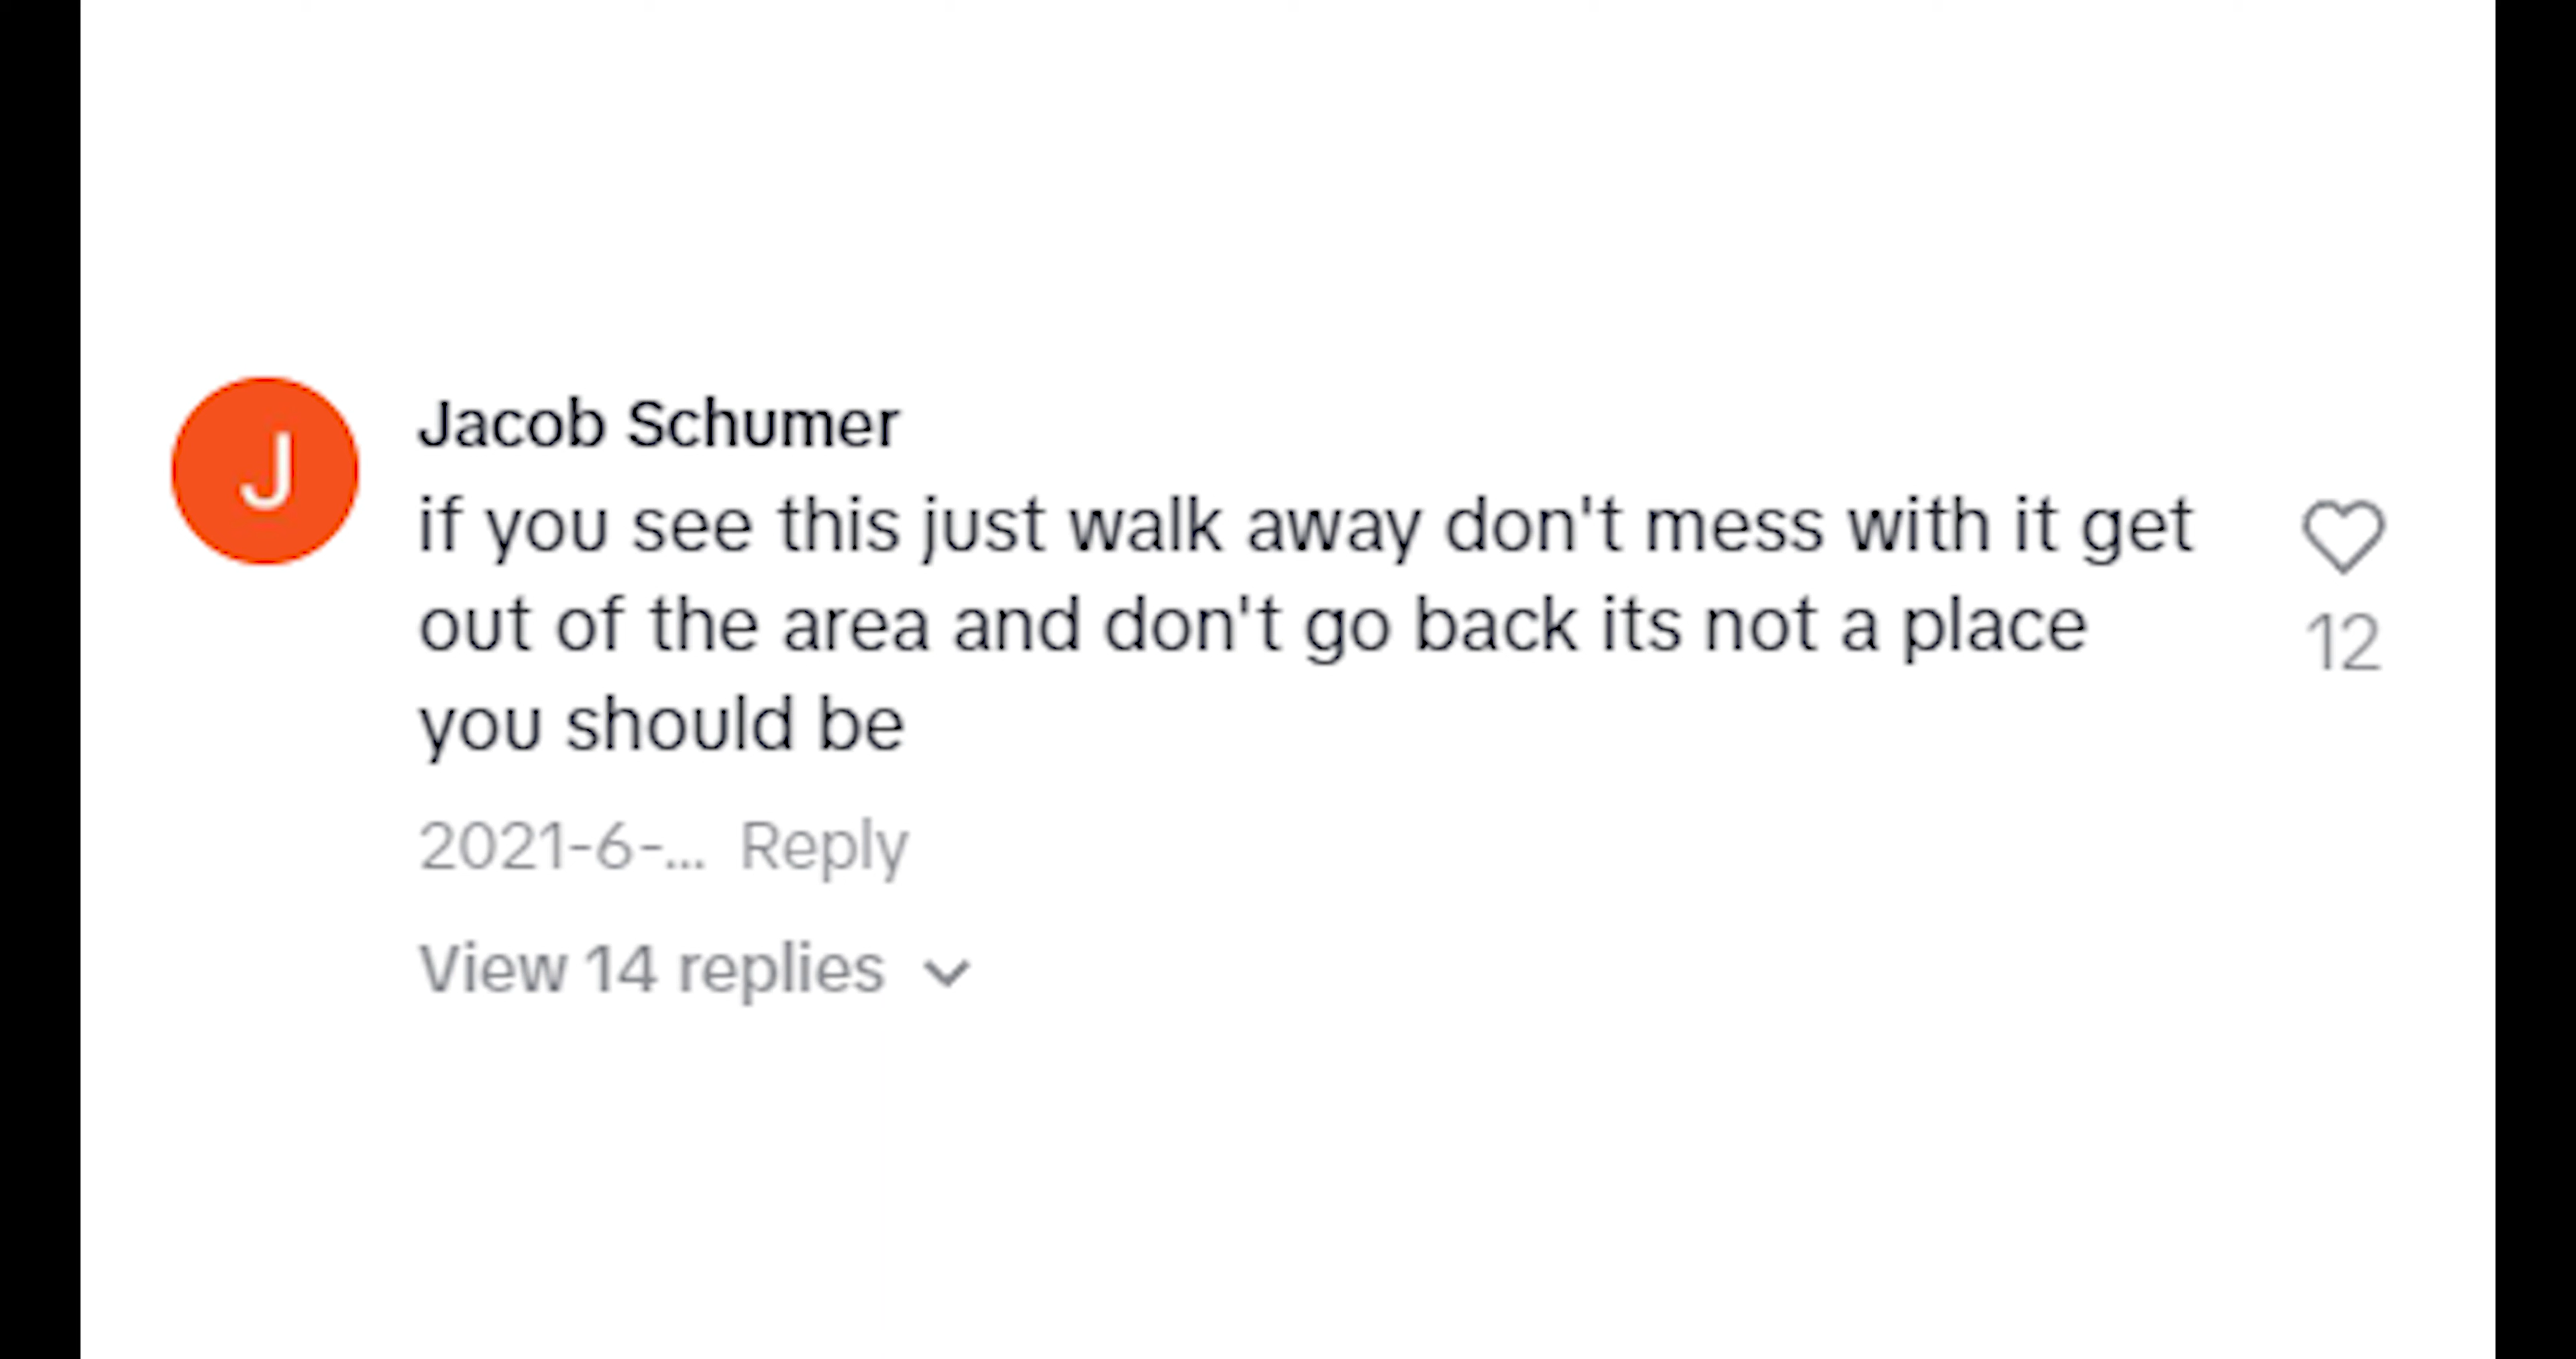 J
Jacob Schumer
if you see this just walk away don't mess with it get
out of the area and don't go back its not a place
you should be
12
2021-6-... Reply
View 14 replies